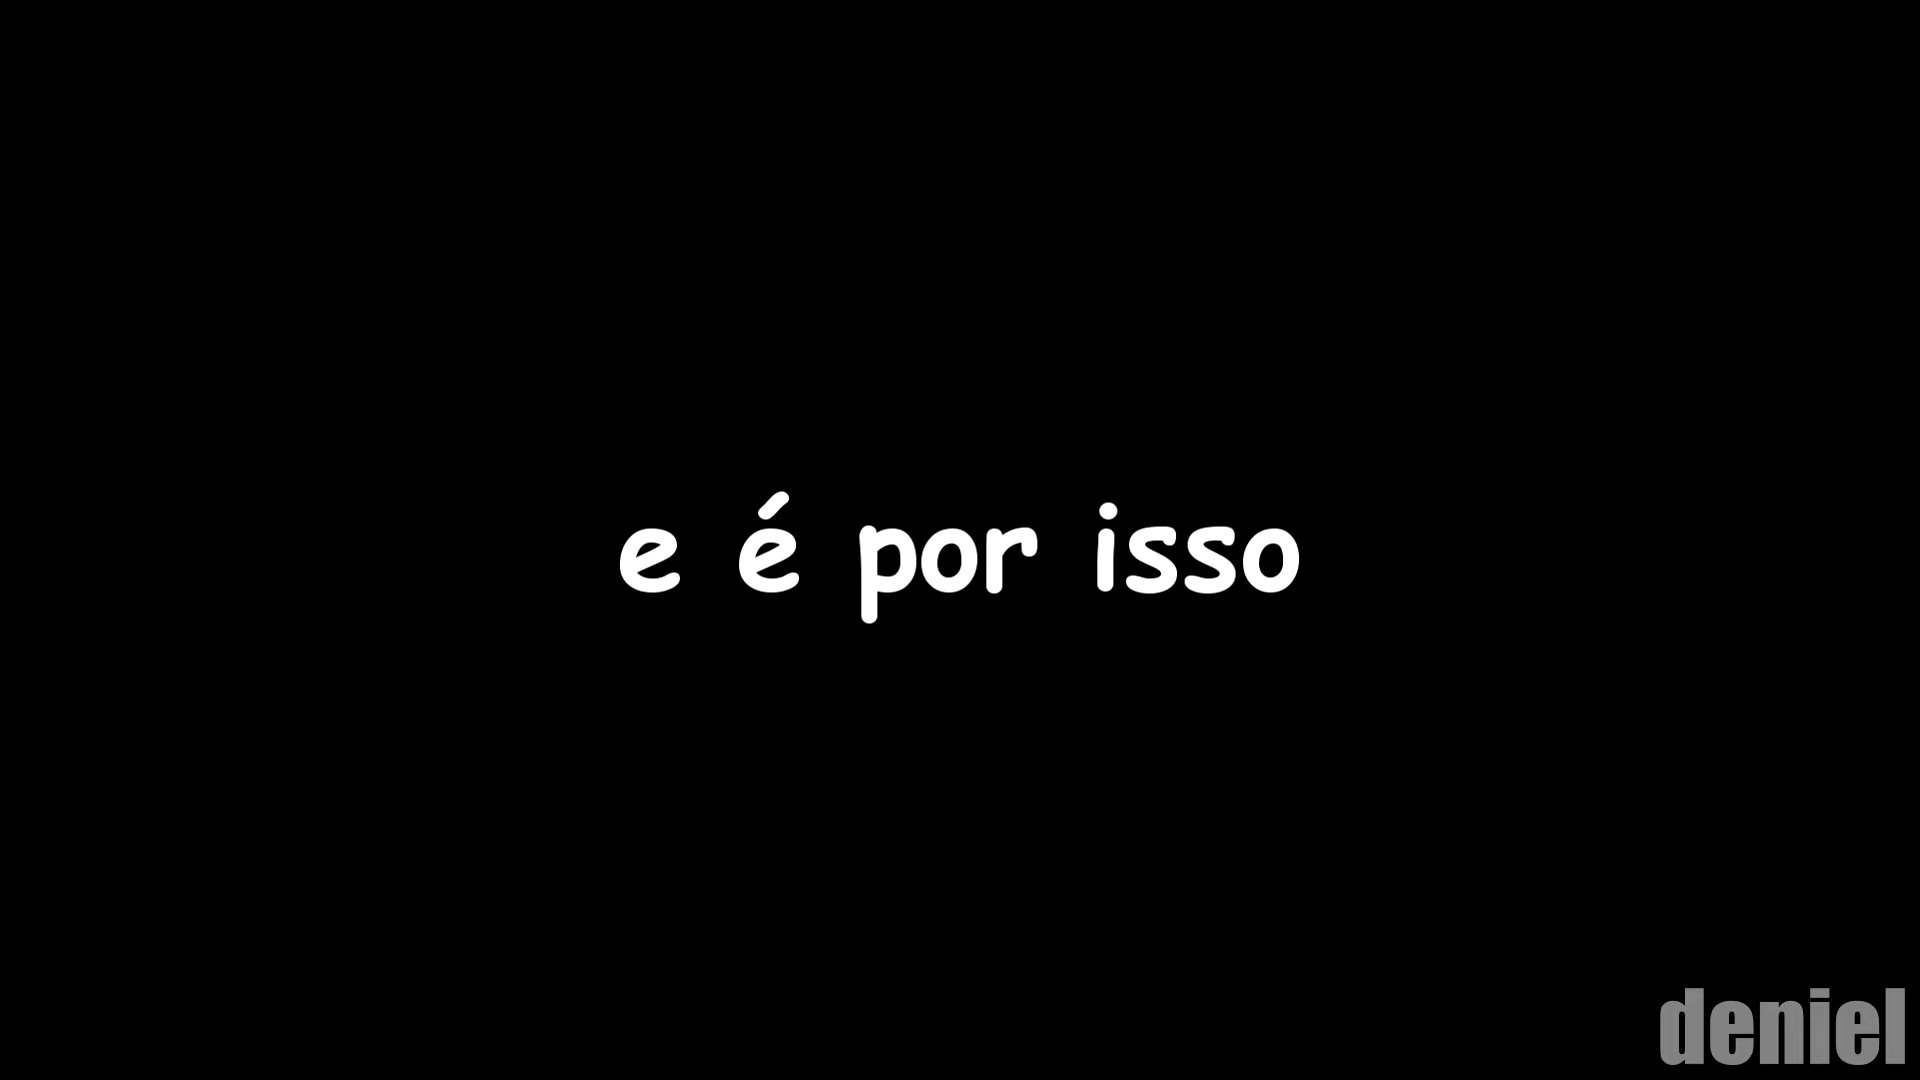 e é por isso
deniel